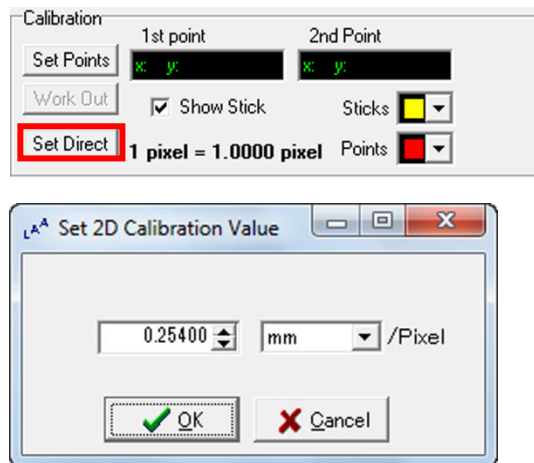 Calibration
1st point 2nd Point
Set Points x: y: x: y:
Work Out Show Stick Sticks
Set Direct 1 pixel = 1.0000 pixel Points
LAA Set 2D Calibration Value
0.25400 mm /Pixel
OK Cancel